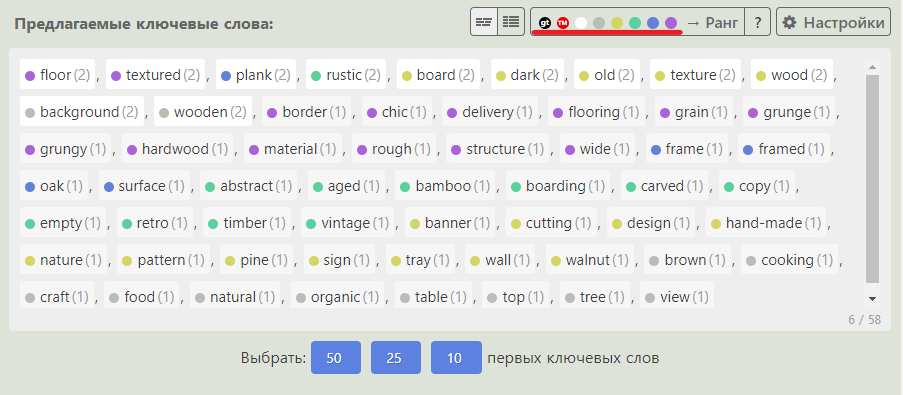 Предлагаемые ключевые слова: gt ™ → Ранг ? Настройки
floor (2) , textured (2) , plank (2) , rustic (2) , board (2) , dark (2) , old (2) , texture (2) , wood (2) ,
background (2) , wooden (2) , border (1) , chic (1) , delivery (1) , flooring (1) , grain (1) , grunge (1) ,
grungy (1) , hardwood (1) , material (1) , rough (1) , structure (1) , wide (1) , frame (1) , framed (1) ,
oak (1) , surface (1) , abstract (1) , aged (1) , bamboo (1) , boarding (1) , carved (1) , copy (1) ,
empty (1) , retro (1) , timber (1) , vintage (1) , banner (1) , cutting (1) , design (1) , hand-made (1) ,
nature (1) , pattern (1) , pine (1) , sign (1) , tray (1) , wall (1) , walnut (1) , brown (1) , cooking (1) ,
craft (1) , food (1) , natural (1) , organic (1) , table (1) , top (1) , tree (1) , view (1)
6 / 58
Выбрать: 50 25 10 первых ключевых слов